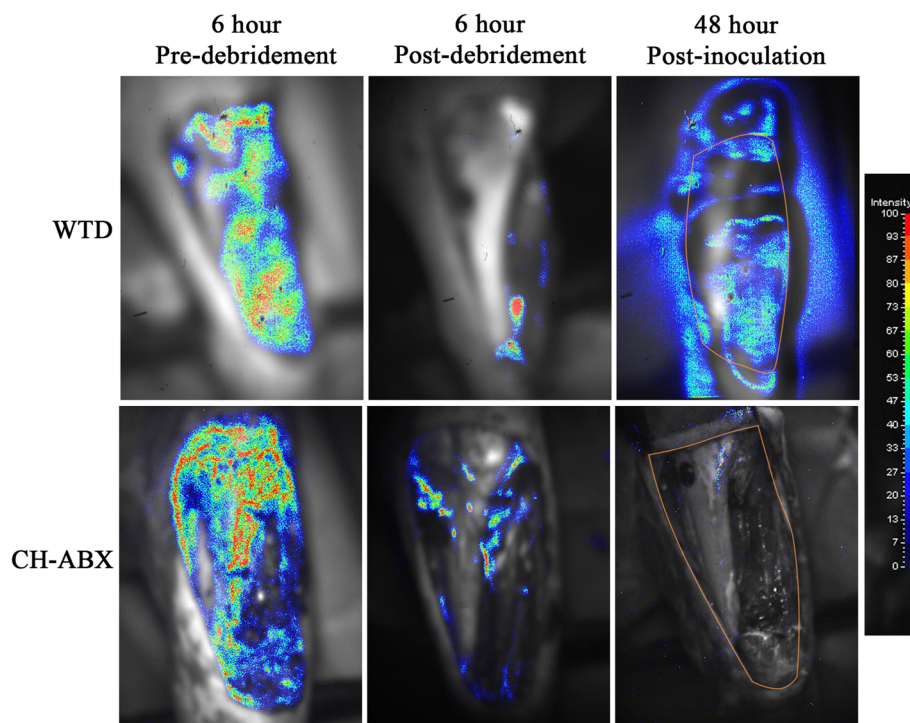 6 hour
Pre-debridement
6 hour
Post-debridement
48 hour
Post-inoculation
WTD
CH-ABX
Intensity
100
93
87
80
73
67
60
53
47
40
33
27
20
13
7
0